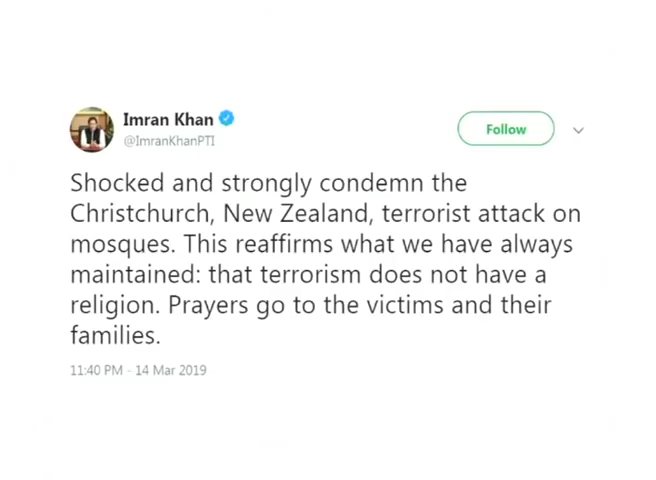 Imran Khan
@ImranKhanPTI
Follow
Shocked and strongly condemn the
Christchurch, New Zealand, terrorist attack on
mosques. This reaffirms what we have always
maintained: that terrorism does not have a
religion. Prayers go to the victims and their
families.
11:40 PM - 14 Mar 2019